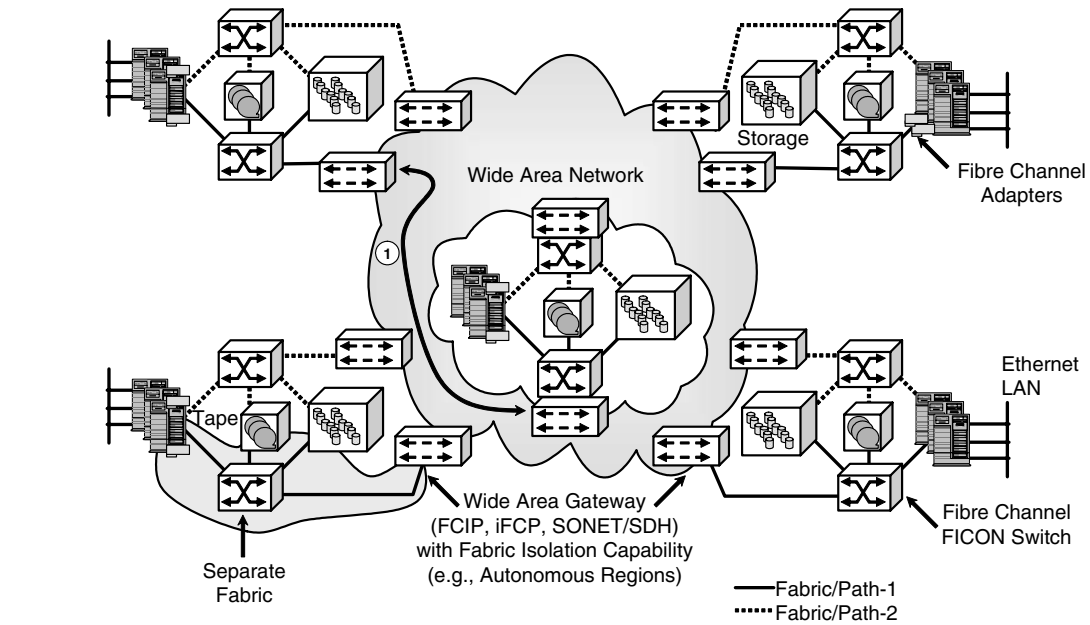 Storage
Fibre Channel
Adapters
Wide Area Network
1
Ethernet
LAN
Tape
Wide Area Gateway
(FCIP, iFCP, SONET/SDH)
with Fabric Isolation Capability
(e.g., Autonomous Regions)
Fibre Channel
FICON Switch
Separate
Fabric
Fabric/Path-1
Fabric/Path-2